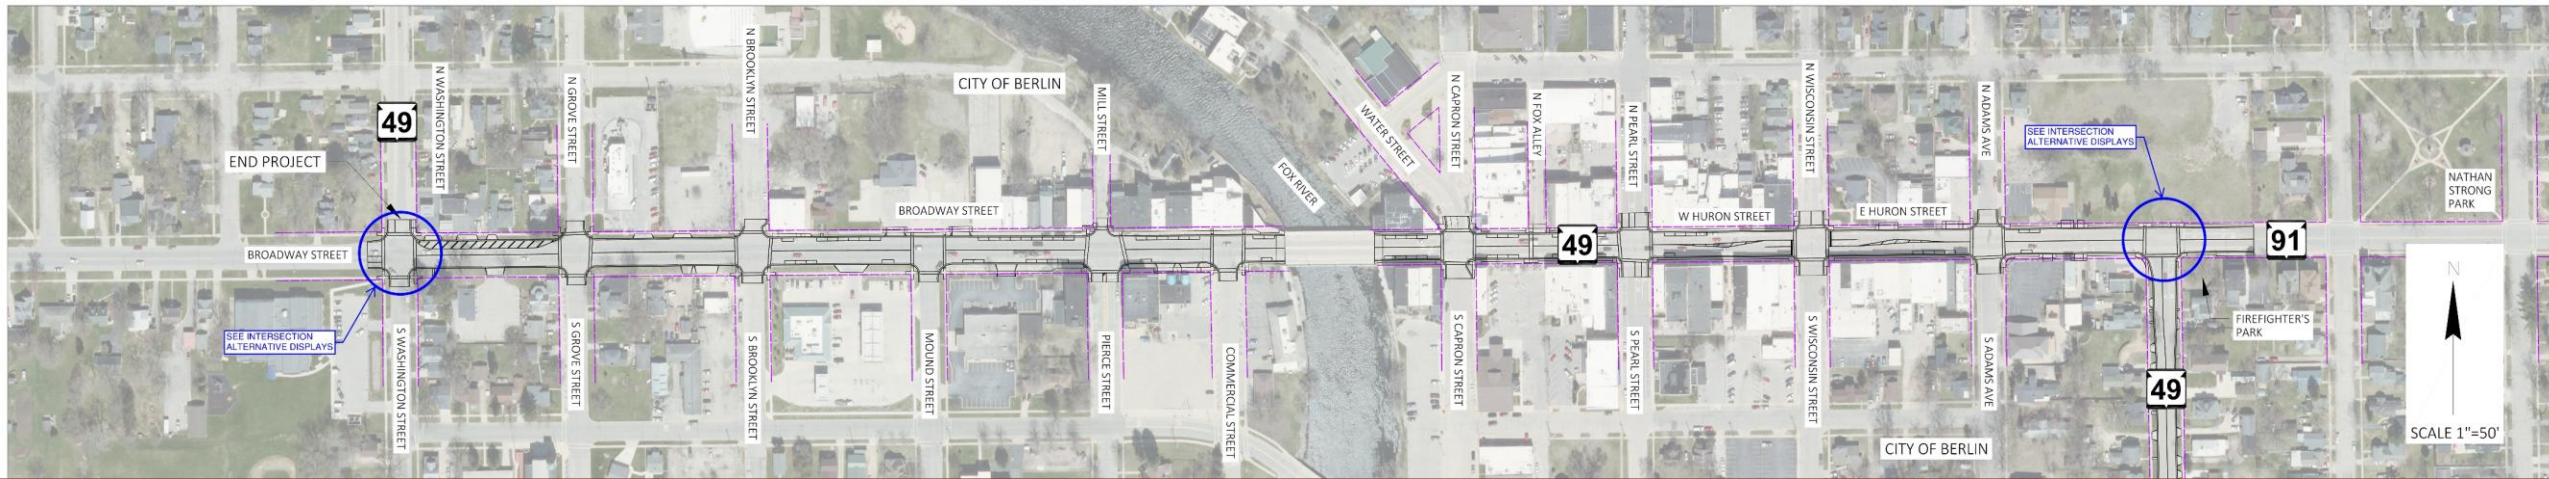 49
N WASHINGTON STREET
END PROJECT
BROADWAY STREET
SEE INTERSECTION
ALTERNATIVE DISPLAYS
S WASHINGTON STREET
N GROVE STREET
S GROVE STREET
N BROOKLYN STREET
S BROOKLYN STREET
CITY OF BERLIN
BROADWAY STREET
MOUND STREET
MILL STREET
PIERCE STREET
COMMERCIAL STREET
FOX RIVER
WATER STREET
N CAPRON STREET
S CAPRON STREET
N FOX ALLEY
49
N PEARL STREET
S PEARL STREET
W HURON STREET
N WISCONSIN STREET
S WISCONSIN STREET
E HURON STREET
N ADAMS AVE
S ADAMS AVE
CITY OF BERLIN
SEE INTERSECTION
ALTERNATIVE DISPLAYS
49
91
FIREFIGHTER'S
PARK
NATHAN
STRONG
PARK
N
SCALE 1"=50'